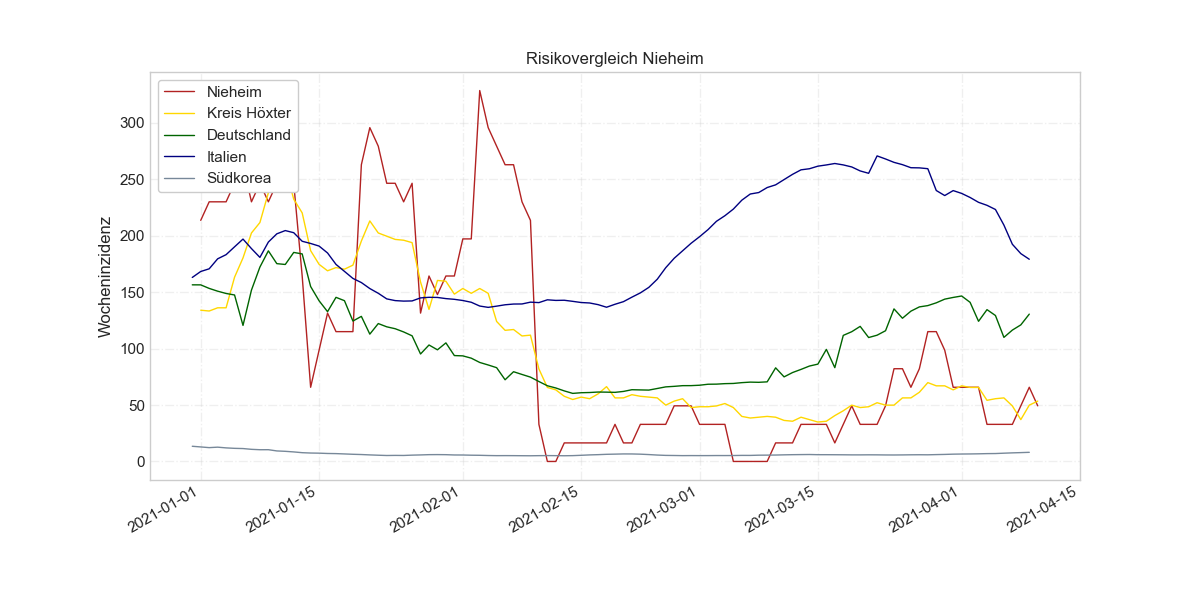 Risikovergleich Nieheim
Nieheim
Kreis Höxter
Deutschland
Italien
Südkorea
Wocheninzidenz
300
250
200
150
100
50
0
2021-01-01
2021-01-15
2021-02-01
2021-02-15
2021-03-01
2021-03-15
2021-04-01
2021-04-15